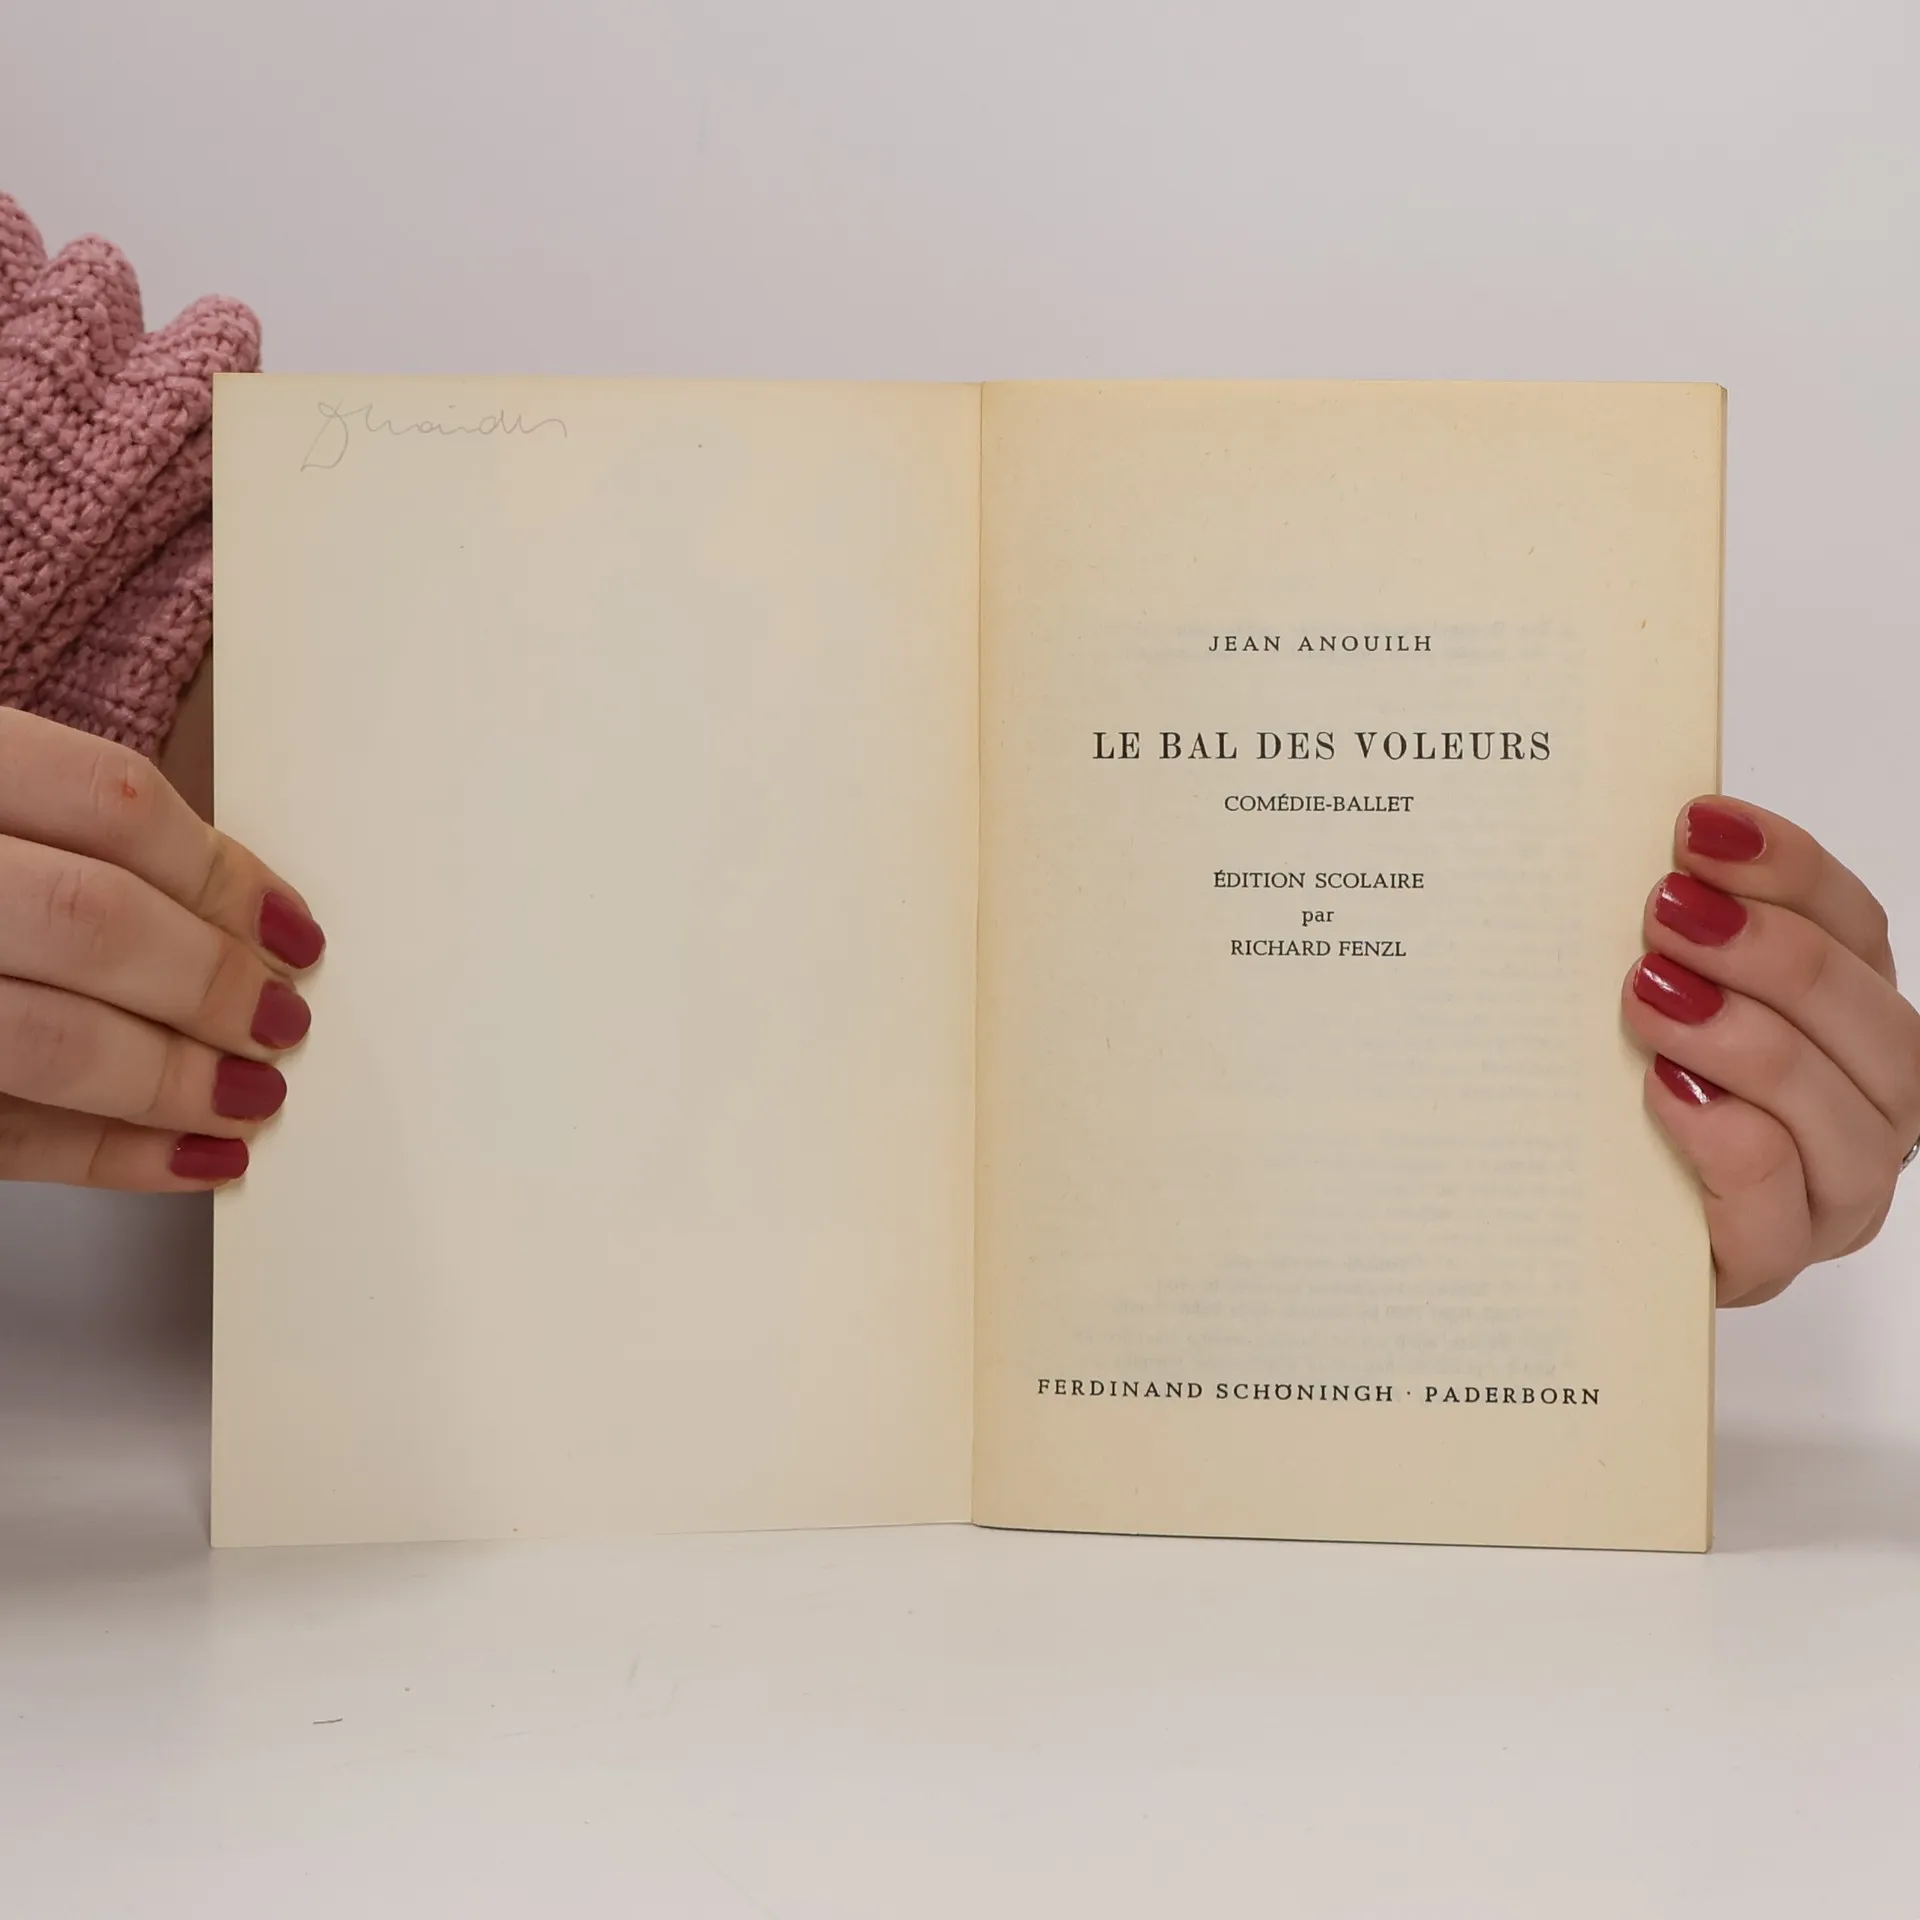 JEAN ANOUILH
LE BAL DES VOLEURS
COMÉDIE-BALLET
ÉDITION SCOLAIRE
par
RICHARD FENZL
FERDINAND SCHÖNINGH · PADERBORN